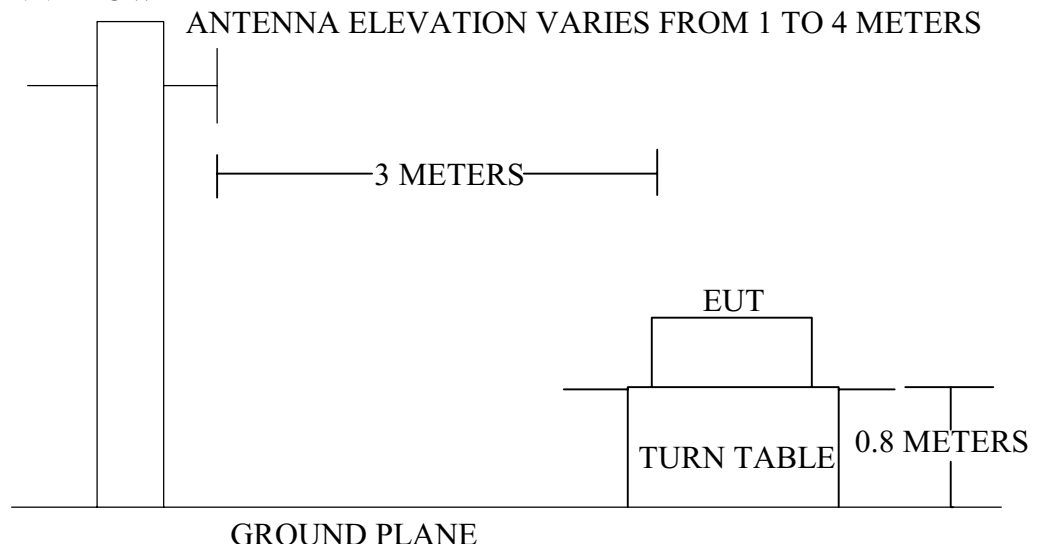 ANTENNA ELEVATION VARIES FROM 1 TO 4 METERS
3 METERS
EUT
TURN TABLE
0.8 METERS
GROUND PLANE